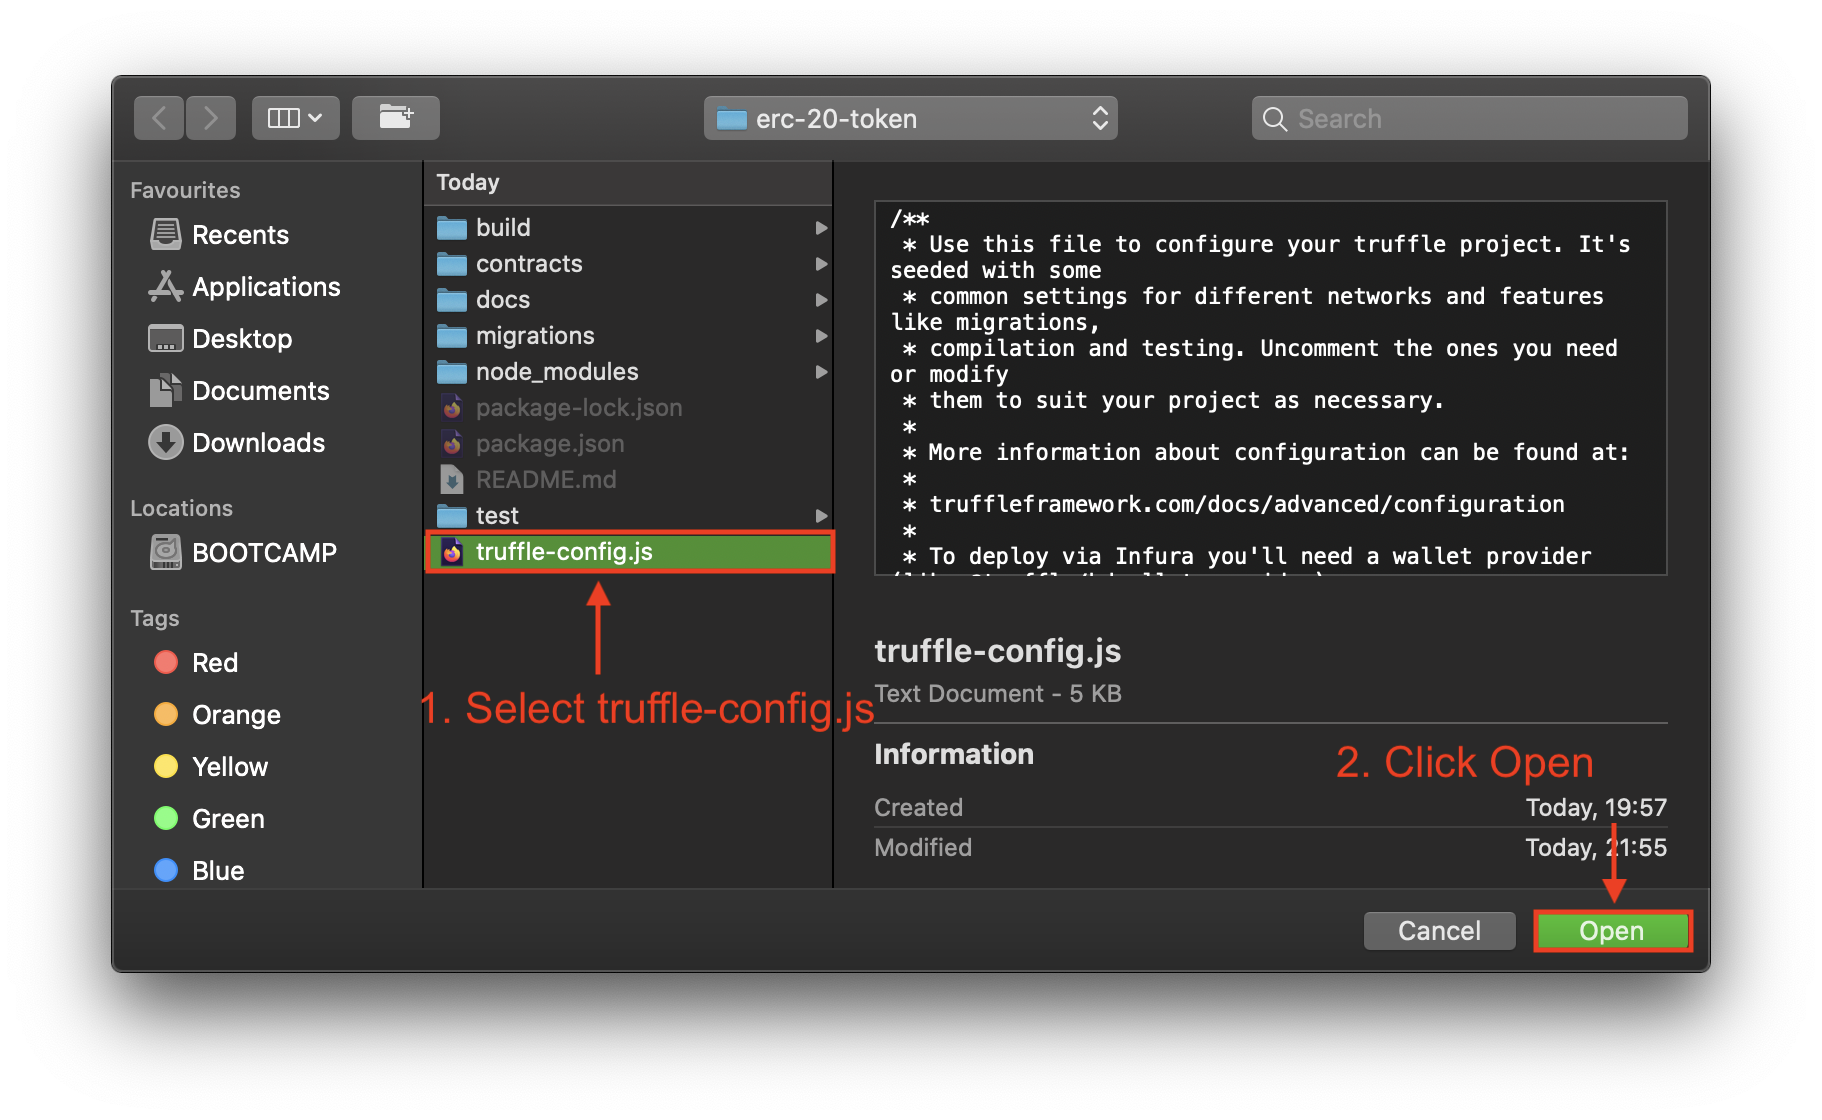 erc-20-token
Search
Favourites
Recents
Applications
Desktop
Documents
Downloads
Locations
BOOTCAMP
Tags
Red
Orange
Yellow
Green
Blue
Today
build
contracts
docs
migrations
node_modules
package-lock.json
package.json
README.md
test
truffle-config.js
1. Select truffle-config.js
/**
* Use this file to configure your truffle project. It's
seeded with some
* common settings for different networks and features
like migrations,
* compilation and testing. Uncomment the ones you need
or modify
* them to suit your project as necessary.
*
* More information about configuration can be found at:
*
* truffleframework.com/docs/advanced/configuration
*
* To deploy via Infura you'll need a wallet provider
truffle-config.js
Text Document - 5 KB
Information
2. Click Open
Created Today, 19:57
Modified Today, 21:55
Cancel Open